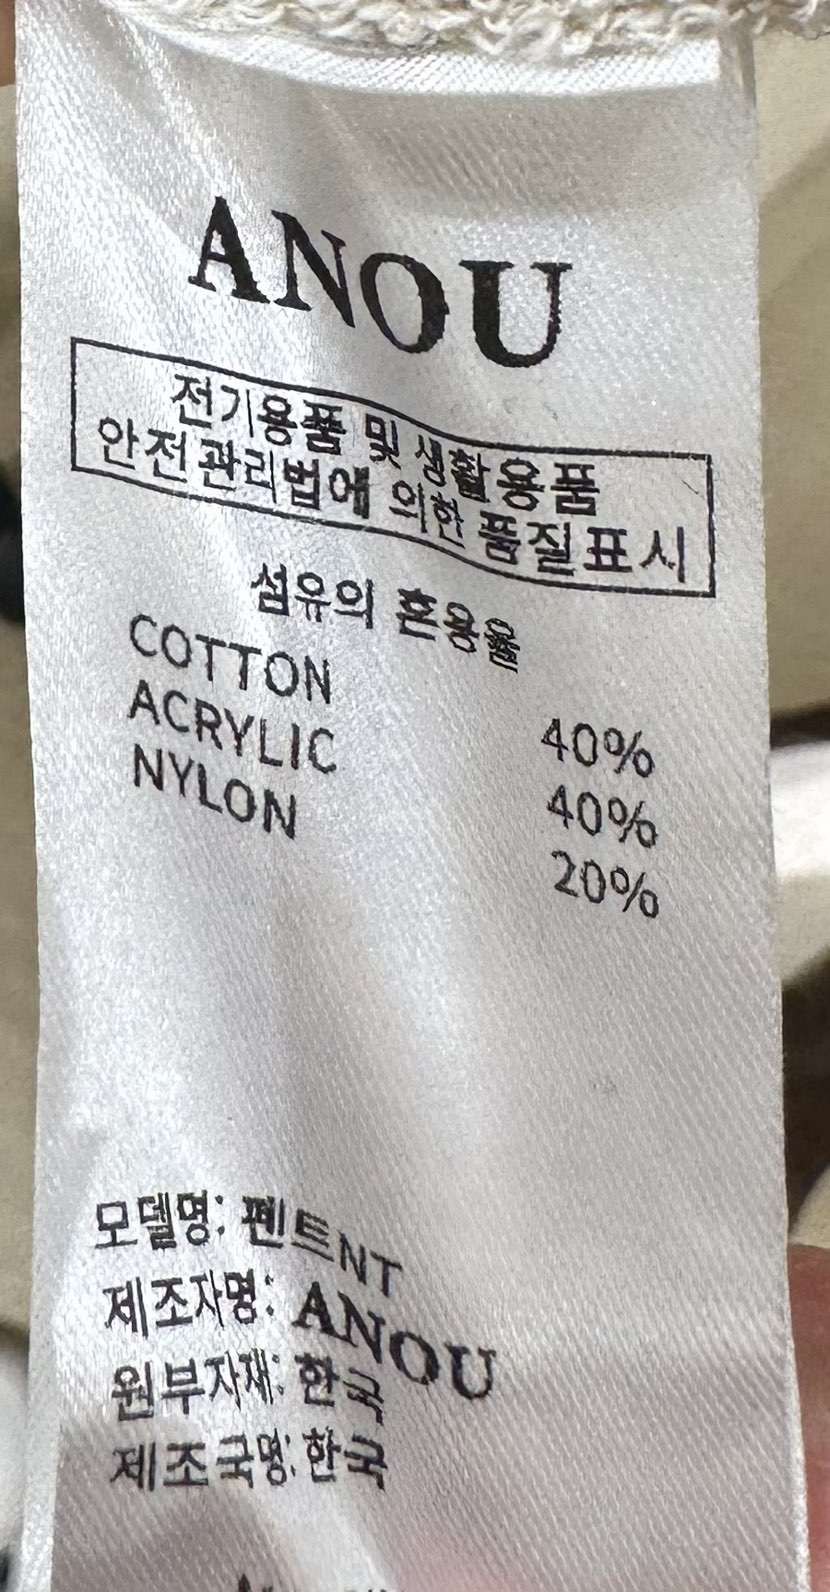 ANOU
전기용품 및 생활용품
안전관리법에 의한 품질표시
섬유의 혼용율
COTTON 40%
ACRYLIC 40%
NYLON 20%
모델명: 펜트NT
제조자명: ANOU
원부자재: 한국
제조국명: 한국